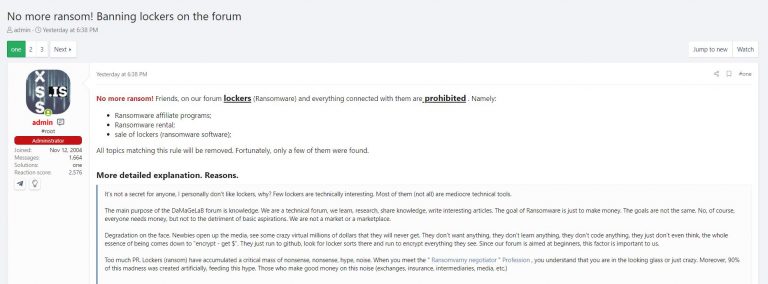 No more ransom! Banning lockers on the forum
admin · Yesterday at 6:38 PM
one 2 3 Next
Jump to new Watch
XSS.IS
admin
#root
Administrator
Joined: Nov 12, 2004
Messages: 1.664
Solutions: one
Reaction score: 2.576
Yesterday at 6:38 PM
#one
No more ransom! Friends, on our forum lockers (Ransomware) and everything connected with them are prohibited . Namely:
• Ransomware affiliate programs;
• Ransomware rental;
• sale of lockers (ransomware software);
All topics matching this rule will be removed. Fortunately, only a few of them were found.
More detailed explanation. Reasons.
It's not a secret for anyone, I personally don't like lockers, why? Few lockers are technically interesting. Most of them (not all) are mediocre technical tools.
The main purpose of the DaMaGeLaB forum is knowledge. We are a technical forum, we learn, research, share knowledge, write interesting articles. The goal of Ransomware is just to make money. The goals are not the same. No, of course,
everyone needs money, but not to the detriment of basic aspirations. We are not a market or a marketplace.
Degradation on the face. Newbies open up the media, see some crazy virtual millions of dollars that they will never get. They don't want anything, they don't learn anything, they don't code anything, they just don't even think, the whole
essence of being comes down to "encrypt - get $". They just run to github, look for locker sorts there and run to encrypt everything they see. Since our forum is aimed at beginners, this factor is important to us.
Too much PR. Lockers (ransom) have accumulated a critical mass of nonsense, nonsense, hype, noise. When you meet the " Ransomvarny negotiator " Profession , you understand that you are in the looking glass or just crazy. Moreover, 90%
of this madness was created artificially, feeding this hype. Those who make good money on this noise (exchanges, insurance, intermediaries, media, etc.)